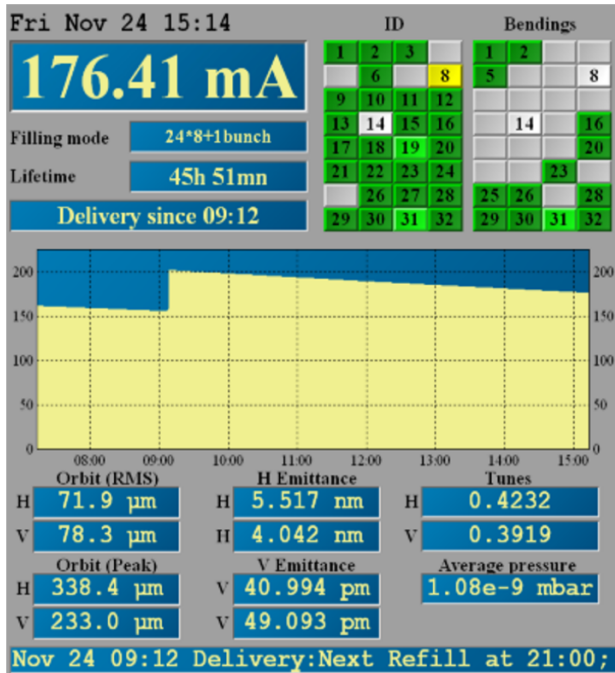 Fri Nov 24 15:14
176.41 mA
Filling mode 24*8+1bunch
Lifetime 45h 51mn
Delivery since 09:12
ID
1 2 3
6 8
9 10 11 12
13 14 15 16
17 18 19 20
21 22 23 24
26 27 28
29 30 31 32
Bendings
1 2
5 8
14 16
20
23
25 26 28
29 30 31 32
200 200
150 150
100 100
50 50
0 0
08:00 09:00 10:00 11:00 12:00 13:00 14:00 15:00
Orbit (RMS) H Emittance Tunes
H 71.9 µm H 5.517 nm H 0.4232
V 78.3 µm H 4.042 nm V 0.3919
Orbit (Peak) V Emittance Average pressure
H 338.4 µm V 40.994 pm 1.08e-9 mbar
V 233.0 µm V 49.093 pm
Nov 24 09:12 Delivery:Next Refill at 21:00;